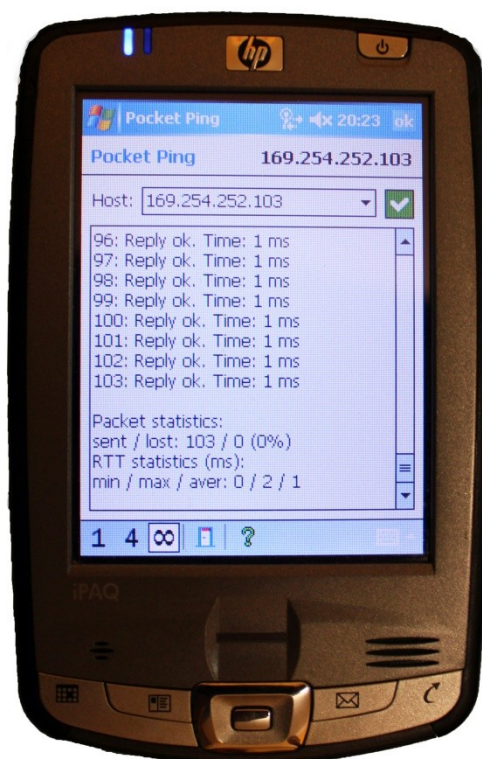 hp
Pocket Ping 20:23 ok
Pocket Ping 169.254.252.103
Host: 169.254.252.103
96: Reply ok. Time: 1 ms
97: Reply ok. Time: 1 ms
98: Reply ok. Time: 1 ms
99: Reply ok. Time: 1 ms
100: Reply ok. Time: 1 ms
101: Reply ok. Time: 1 ms
102: Reply ok. Time: 1 ms
103: Reply ok. Time: 1 ms
Packet statistics:
sent / lost: 103 / 0 (0%)
RTT statistics (ms):
min / max / aver: 0 / 2 / 1
1 4 ∞ ?
iPAQ